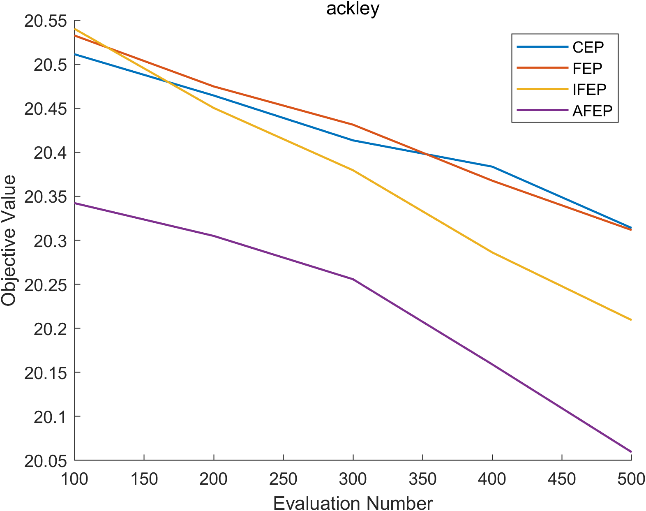 ackley
20.55
20.5
20.45
20.4
20.35
20.3
20.25
20.2
20.15
20.1
20.05
Objective Value
CEP
FEP
IFEP
AFEP
100 150 200 250 300 350 400 450 500
Evaluation Number